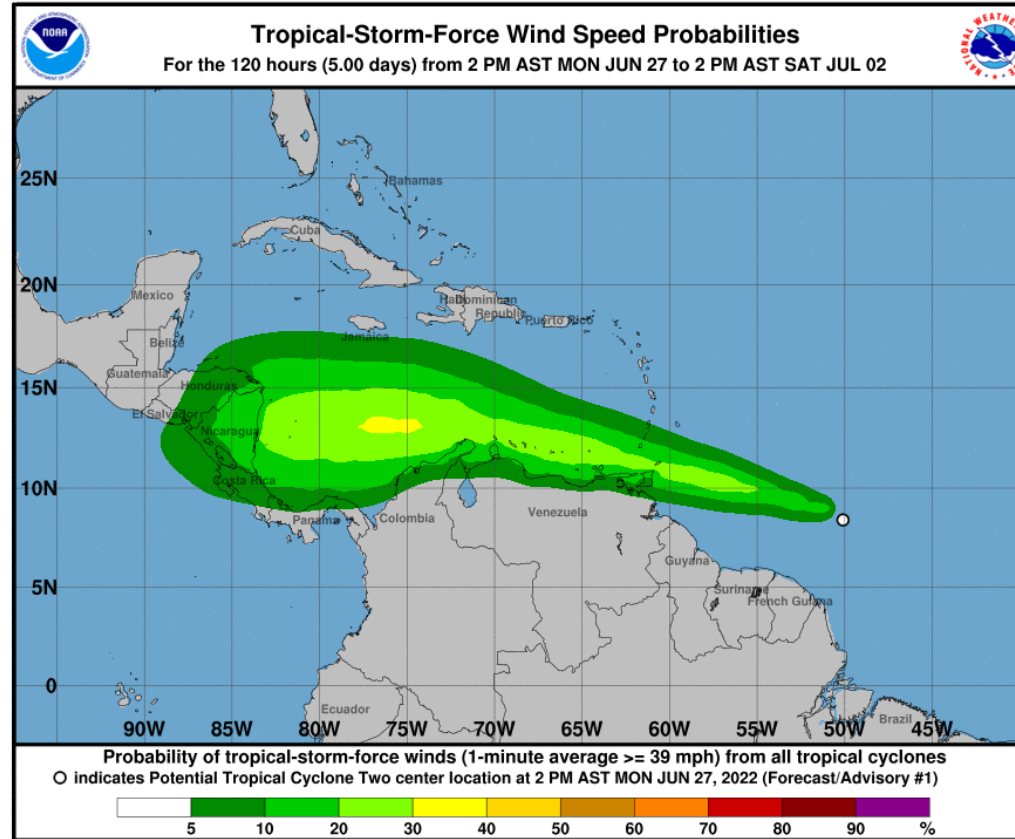 NOAA
Tropical-Storm-Force Wind Speed Probabilities
For the 120 hours (5.00 days) from 2 PM AST MON JUN 27 to 2 PM AST SAT JUL 02
25N
Bahamas
Cuba
20N
Mexico
Dominican
Republic
Puerto Rico
Jamaica
Belize
Guatemala
15N
Honduras
El Salvador
Nicaragua
10N
Costa Rica
Panama
Colombia
Venezuela
Guyana
5N
Suriname
French Guiana
0
Ecuador
Brazil
90W 85W 80W 75W 70W 65W 60W 55W 50W 45W
Probability of tropical-storm-force winds (1-minute average >= 39 mph) from all tropical cyclones
indicates Potential Tropical Cyclone Two center location at 2 PM AST MON JUN 27, 2022 (Forecast/Advisory #1)
5 10 20 30 40 50 60 70 80 90 %